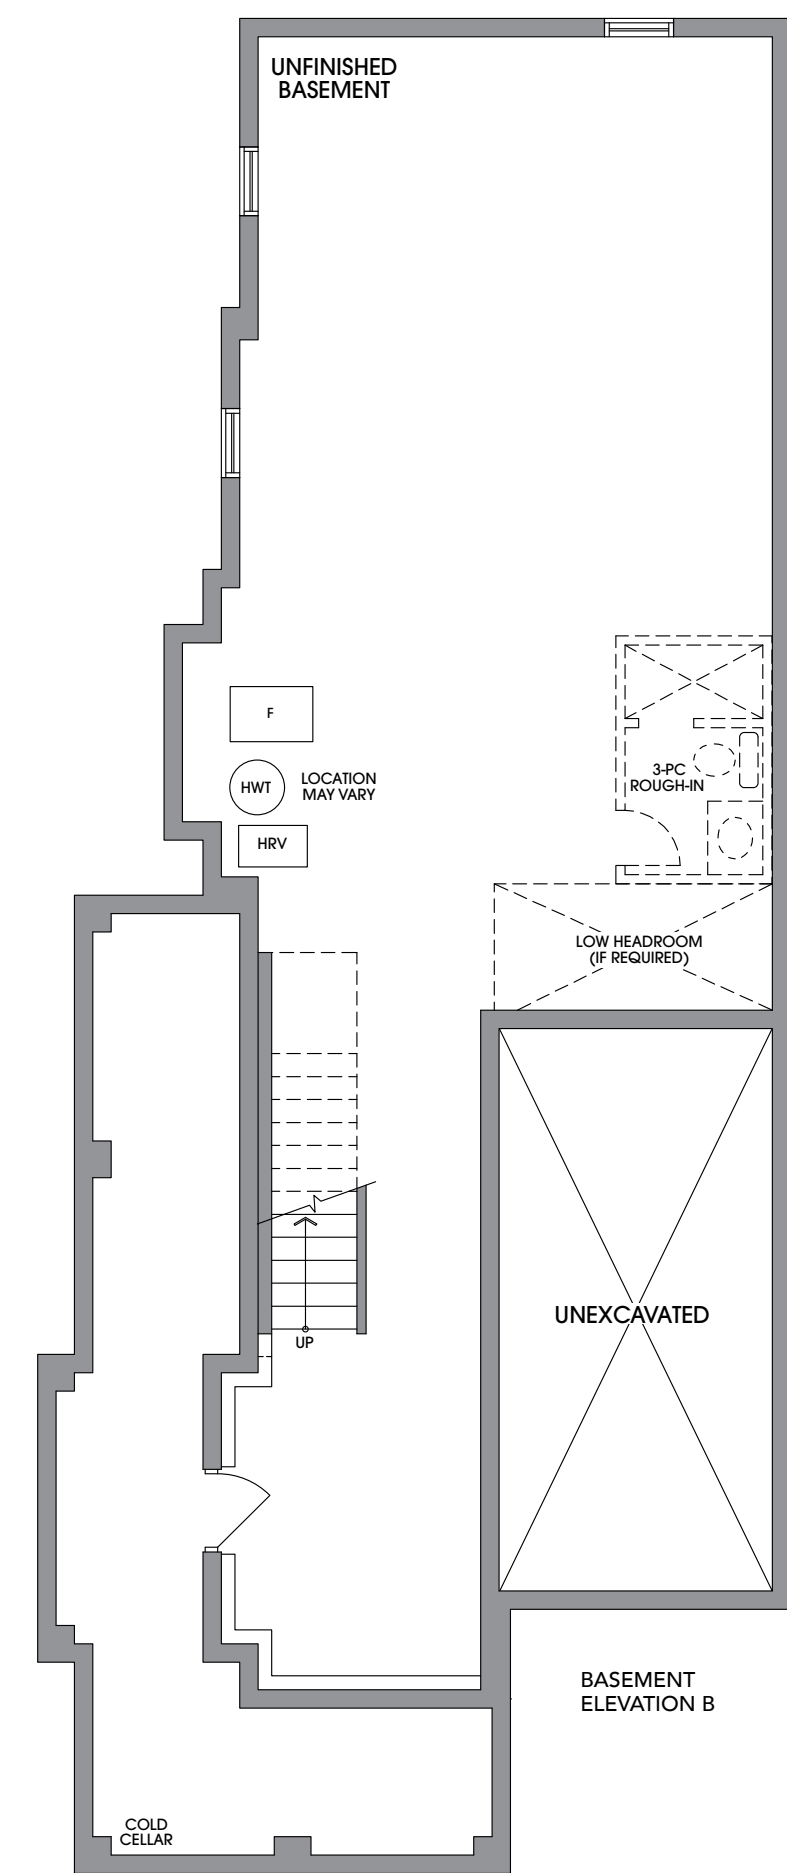 UNFINISHED
BASEMENT
F
HWT
LOCATION
MAY VARY
HRV
3-PC
ROUGH-IN
LOW HEADROOM
(IF REQUIRED)
UP
UNEXCAVATED
BASEMENT
ELEVATION B
COLD
CELLAR